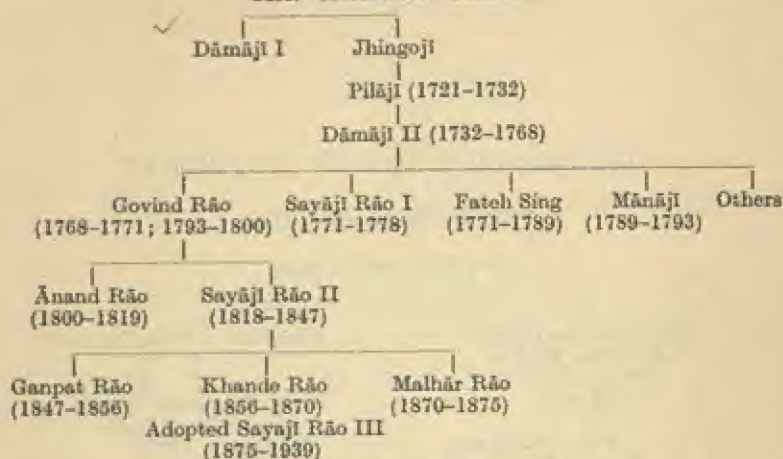 Dāmājī I Jhingojī
Pilājī (1721–1732)
Dāmājī II (1732–1768)
Govind Rāo Sayājī Rāo I Fateh Sing Mānājī Others
(1768–1771; 1793–1800) (1771–1778) (1771–1789) (1789–1793)
Ānand Rāo Sayājī Rāo II
(1800–1819) (1818–1847)
Ganpat Rāo Khande Rāo Malhār Rāo
(1847–1856) (1856–1870) (1870–1875)
Adopted Sayajī Rāo III
(1875–1939)